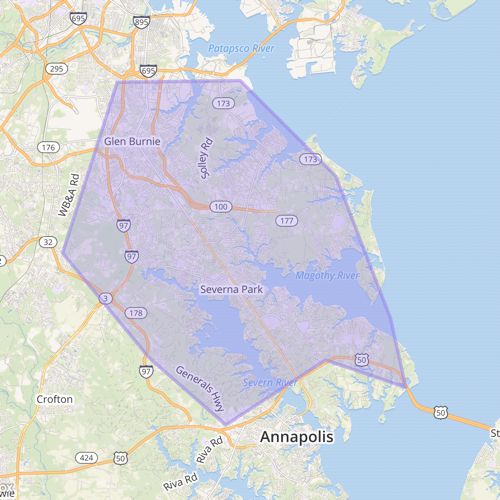 695
895
Patapsco River
295
695
173
Glen Burnie
176
Solley Rd
173
WB&A Rd
100
177
97
32
97
Magothy River
Severna Park
3
178
50
97
Generals Hwy
Severn River
Crofton
50
Annapolis
St
Riva Rd
424
50
Riva Rd
wie